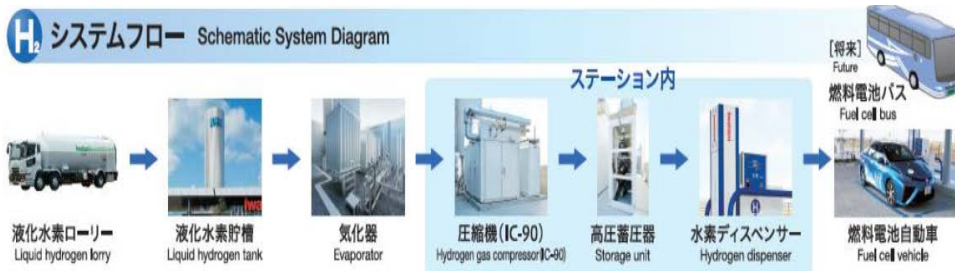 H2 システムフロー Schematic System Diagram
[将来]
Future
燃料電池バス
Fuel cell bus
ステーション内
液化水素ローリー
Liquid hydrogen lorry
液化水素貯槽
Liquid hydrogen tank
気化器
Evaporator
圧縮機(IC-90)
Hydrogen gas compressor(IC-90)
高圧蓄圧器
Storage unit
水素ディスペンサー
Hydrogen dispenser
燃料電池自動車
Fuel cell vehicle
Iwa
H